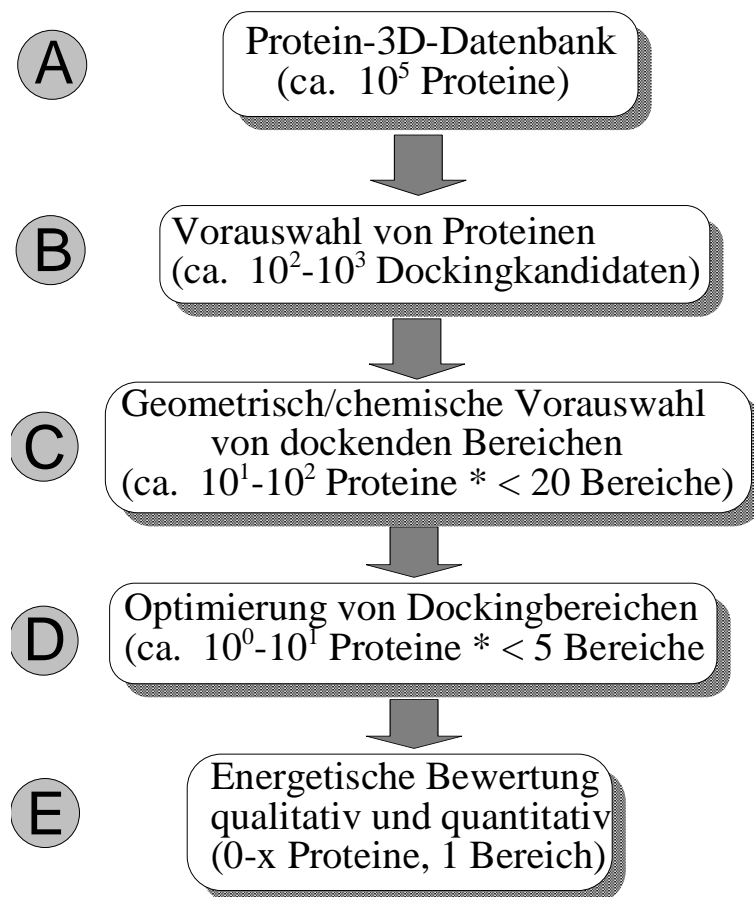 A
Protein-3D-Datenbank
(ca. 10⁵ Proteine)
B
Vorauswahl von Proteinen
(ca. 10²-10³ Dockingkandidaten)
C
Geometrisch/chemische Vorauswahl
von dockenden Bereichen
(ca. 10¹-10² Proteine * < 20 Bereiche)
D
Optimierung von Dockingbereichen
(ca. 10⁰-10¹ Proteine * < 5 Bereiche
E
Energetische Bewertung
qualitativ und quantitativ
(0-x Proteine, 1 Bereich)